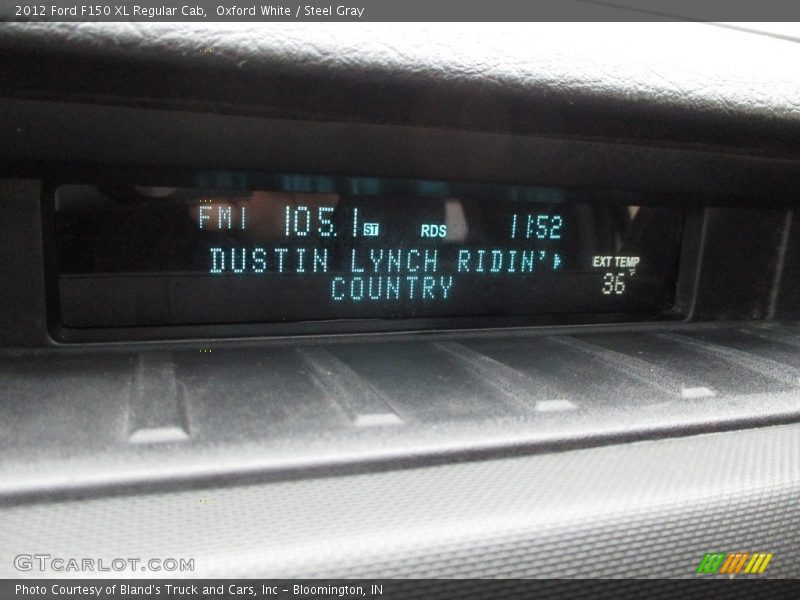 2012 Ford F150 XL Regular Cab,  Oxford White / Steel Gray
FM1 105.1 ST RDS 11:52
DUSTIN LYNCH RIDIN'
COUNTRY
EXT TEMP
36 °F
GTCARLOT.COM
Photo Courtesy of Bland's Truck and Cars, Inc – Bloomington, IN